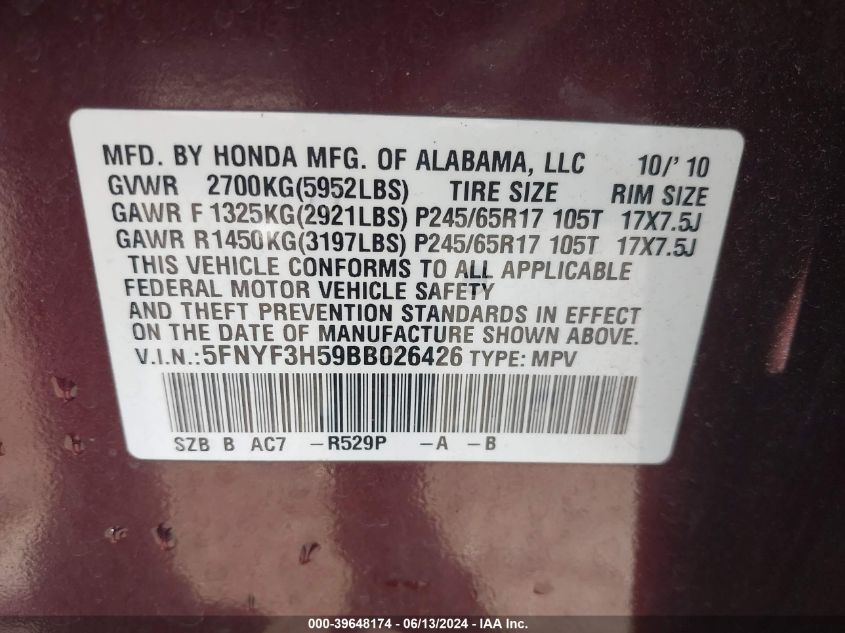 MFD. BY HONDA MFG. OF ALABAMA, LLC 10/'10
GVWR 2700KG(5952LBS) TIRE SIZE RIM SIZE
GAWR F 1325KG(2921LBS) P245/65R17 105T 17X7.5J
GAWR R1450KG(3197LBS) P245/65R17 105T 17X7.5J
THIS VEHICLE CONFORMS TO ALL APPLICABLE
FEDERAL MOTOR VEHICLE SAFETY
AND THEFT PREVENTION STANDARDS IN EFFECT
ON THE DATE OF MANUFACTURE SHOWN ABOVE.
V.I.N.:5FNYF3H59BB026426 TYPE: MPV
SZB B AC7 -R529P -A -B
000-39648174 - 06/13/2024 - IAA Inc.